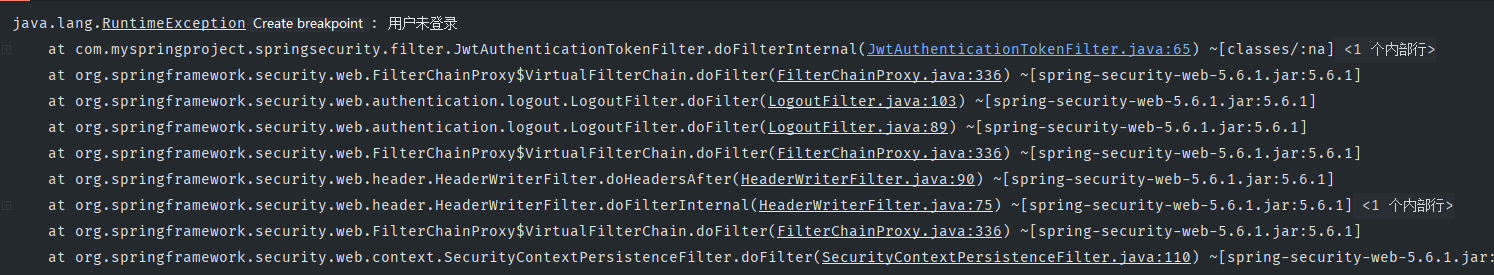 java.lang.RuntimeException Create breakpoint : 用户未登录
at com.myspringproject.springsecurity.filter.JwtAuthenticationTokenFilter.doFilterInternal(JwtAuthenticationTokenFilter.java:65) ~[classes/:na] <1 个内部行>
at org.springframework.security.web.FilterChainProxy$VirtualFilterChain.doFilter(FilterChainProxy.java:336) ~[spring-security-web-5.6.1.jar:5.6.1]
at org.springframework.security.web.authentication.logout.LogoutFilter.doFilter(LogoutFilter.java:103) ~[spring-security-web-5.6.1.jar:5.6.1]
at org.springframework.security.web.authentication.logout.LogoutFilter.doFilter(LogoutFilter.java:89) ~[spring-security-web-5.6.1.jar:5.6.1]
at org.springframework.security.web.FilterChainProxy$VirtualFilterChain.doFilter(FilterChainProxy.java:336) ~[spring-security-web-5.6.1.jar:5.6.1]
at org.springframework.security.web.header.HeaderWriterFilter.doHeadersAfter(HeaderWriterFilter.java:90) ~[spring-security-web-5.6.1.jar:5.6.1]
at org.springframework.security.web.header.HeaderWriterFilter.doFilterInternal(HeaderWriterFilter.java:75) ~[spring-security-web-5.6.1.jar:5.6.1] <1 个内部行>
at org.springframework.security.web.FilterChainProxy$VirtualFilterChain.doFilter(FilterChainProxy.java:336) ~[spring-security-web-5.6.1.jar:5.6.1]
at org.springframework.security.web.context.SecurityContextPersistenceFilter.doFilter(SecurityContextPersistenceFilter.java:110) ~[spring-security-web-5.6.1.jar: